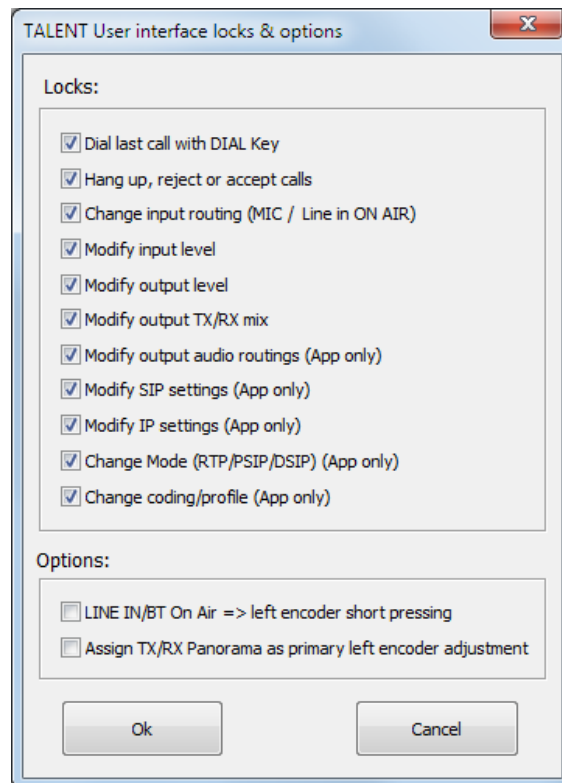 TALENT User interface locks & options
Locks:
Dial last call with DIAL Key
Hang up, reject or accept calls
Change input routing (MIC / Line in ON AIR)
Modify input level
Modify output level
Modify output TX/RX mix
Modify output audio routings (App only)
Modify SIP settings (App only)
Modify IP settings (App only)
Change Mode (RTP/PSIP/DSIP) (App only)
Change coding/profile (App only)
Options:
LINE IN/BT On Air => left encoder short pressing
Assign TX/RX Panorama as primary left encoder adjustment
Ok
Cancel